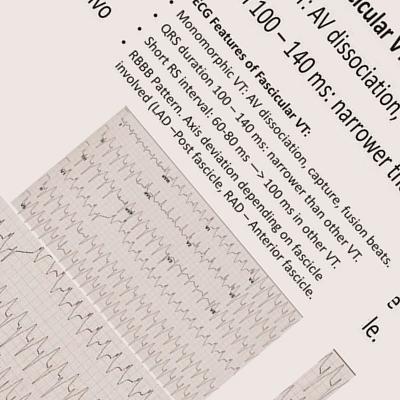 IVO
icular V
: AV dissociation,
100 – 140 ms: narrower th
ECG Features of Fascicular VT:
• Monomorphic VT: AV dissociation, capture, fusion beats.
• QRS duration 100 – 140 ms: narrower than other VT.
• Short RS interval: 60-80 ms —> 100 ms in other VT.
• RBBB Pattern. Axis deviation depending on fascicle
involved (LAD –Post fascicle, RAD – Anterior fascicle.
e
le.